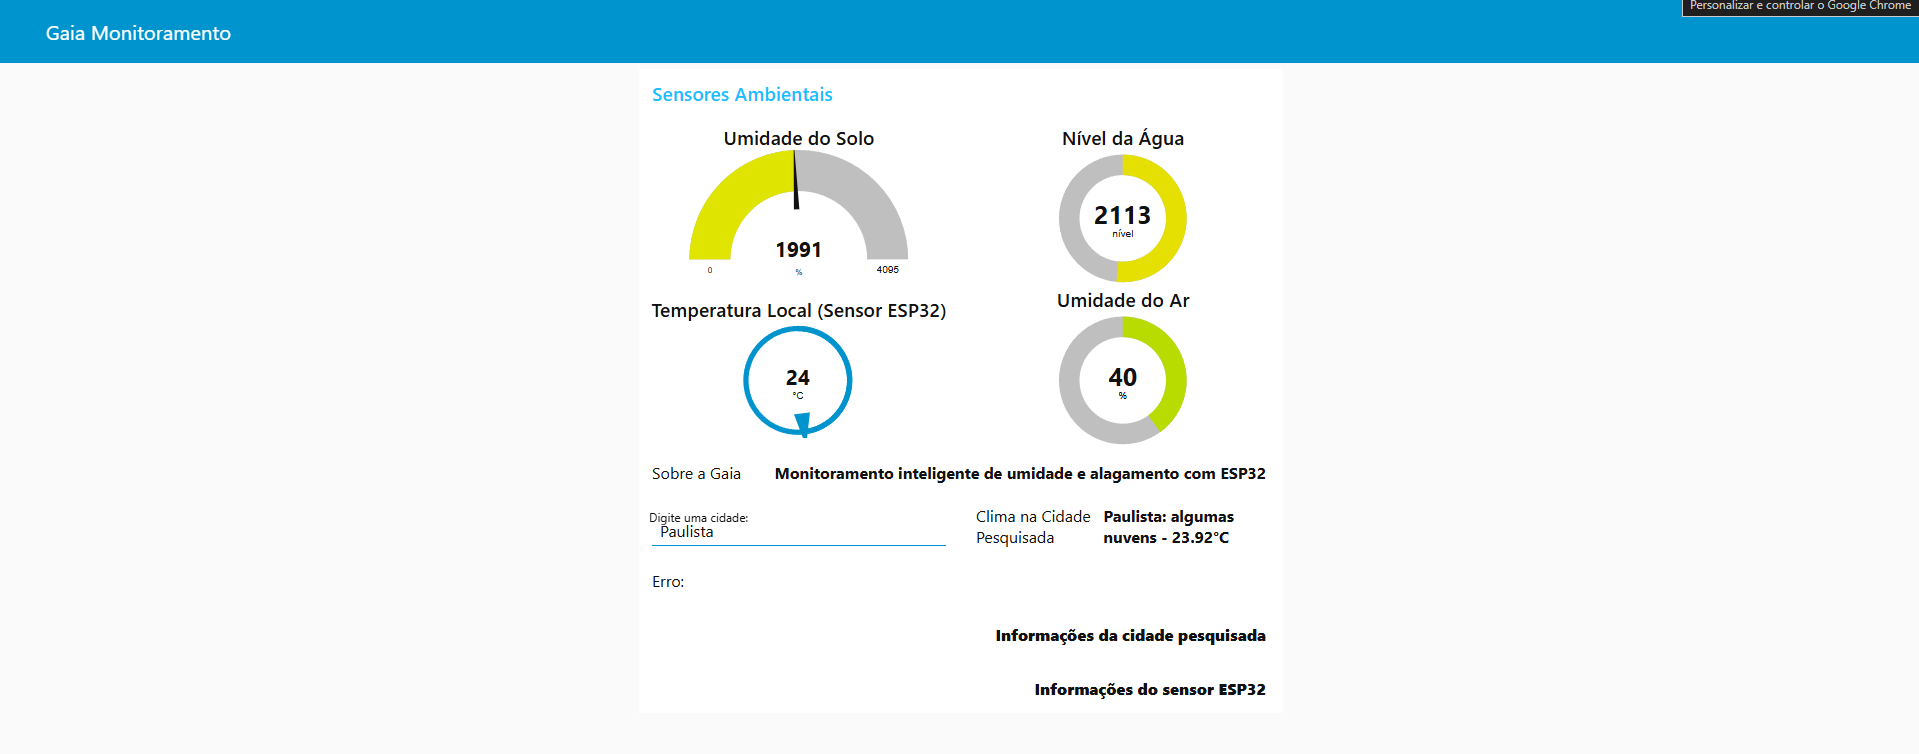 Personalizar e controlar o Google Chrome
Gaia Monitoramento
Sensores Ambientais
Umidade do Solo
1991
0
%
4095
Nível da Água
2113
nível
Temperatura Local (Sensor ESP32)
24
°C
Umidade do Ar
40
%
Sobre a Gaia
Monitoramento inteligente de umidade e alagamento com ESP32
Digite uma cidade:
Paulista
Clima na Cidade
Pesquisada
Paulista: algumas
nuvens - 23.92°C
Erro:
Informações da cidade pesquisada
Informações do sensor ESP32